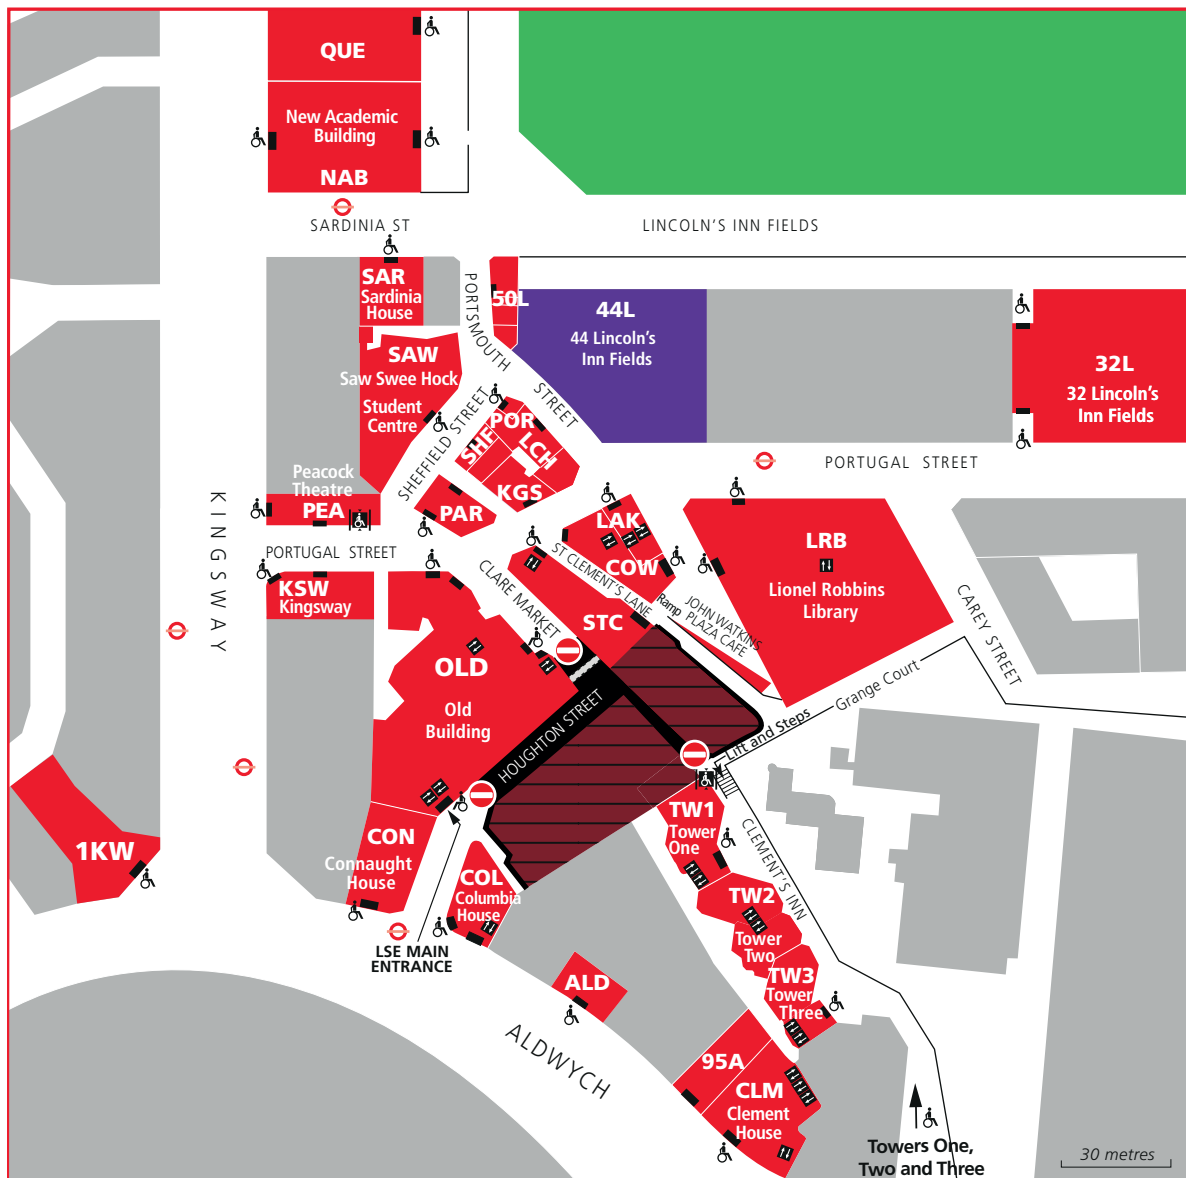 QUE
New Academic
Building
NAB
SARDINIA ST
LINCOLN'S INN FIELDS
SAR
Sardinia
House
PORTSMOUTH
STREET
50L
44L
44 Lincoln's
Inn Fields
32L
32 Lincoln's
Inn Fields
SAW
Saw Swee Hock
Student
Centre
SHEFFIELD STREET
POR
SHF
LCH
KGS
PORTUGAL STREET
Peacock
Theatre
PEA
PAR
LAK
COW
LRB
Lionel Robbins
Library
KINGSWAY
PORTUGAL STREET
KSW
Kingsway
CLARE MARKET
ST CLEMENT'S LANE
STC
Ramp
JOHN WATKINS
PLAZA CAFE
CAREY STREET
OLD
Old
Building
HOUGHTON STREET
Grange Court
Lift and Steps
1KW
CON
Connaught
House
COL
Columbia
House
LSE MAIN
ENTRANCE
TW1
Tower
One
CLEMENT'S INN
TW2
Tower
Two
TW3
Tower
Three
ALD
ALDWYCH
95A
CLM
Clement
House
Towers One,
Two and Three
30 metres